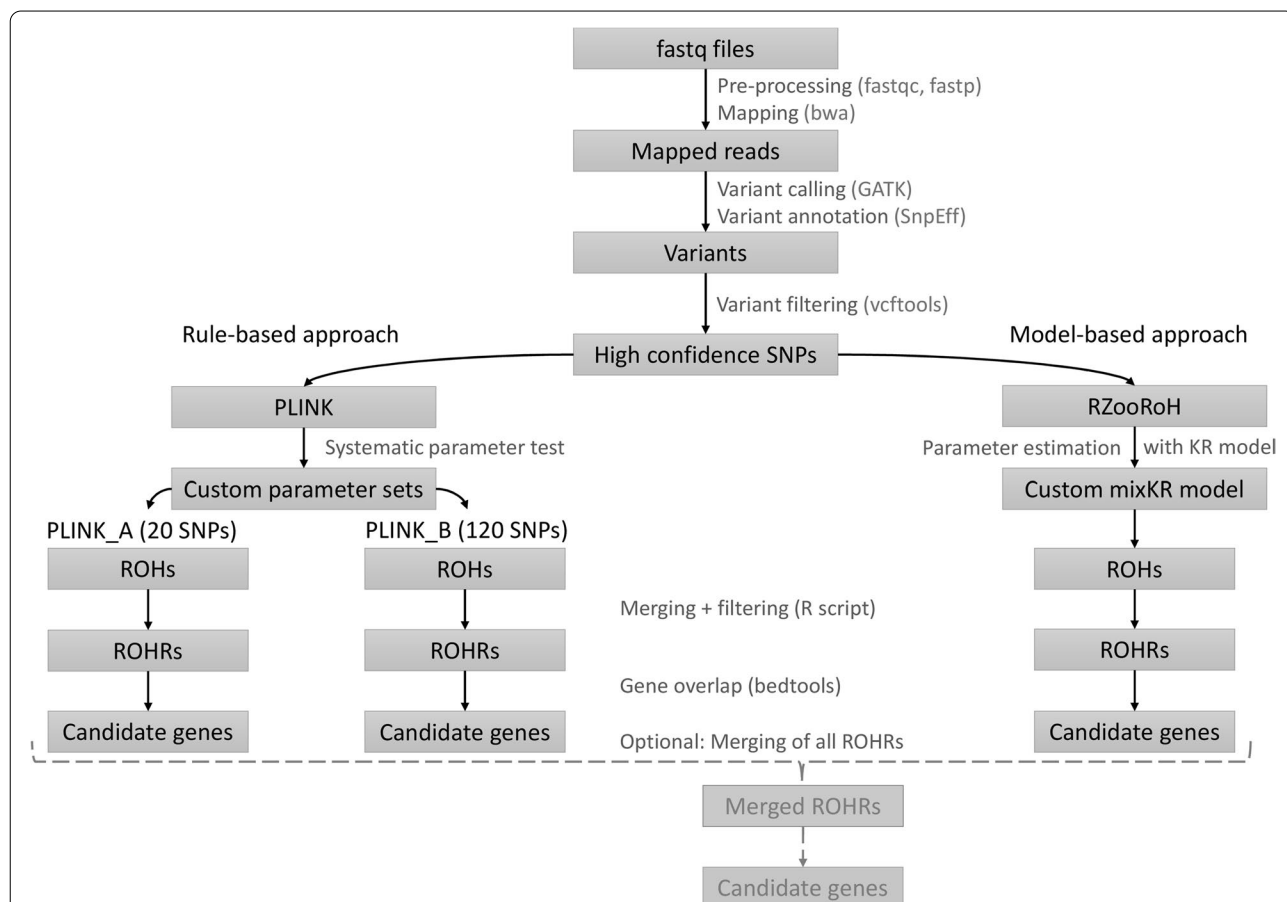 fastq files
Pre-processing (fastqc, fastp)
Mapping (bwa)
Mapped reads
Variant calling (GATK)
Variant annotation (SnpEff)
Variants
Variant filtering (vcftools)
Rule-based approach
High confidence SNPs
Model-based approach
PLINK
RZooRoH
Systematic parameter test
Parameter estimation with KR model
Custom parameter sets
Custom mixKR model
PLINK_A (20 SNPs)
PLINK_B (120 SNPs)
ROHs
ROHs
ROHs
Merging + filtering (R script)
ROHRs
ROHRs
ROHRs
Gene overlap (bedtools)
Candidate genes
Candidate genes
Candidate genes
Optional: Merging of all ROHRs
Merged ROHRs
Candidate genes